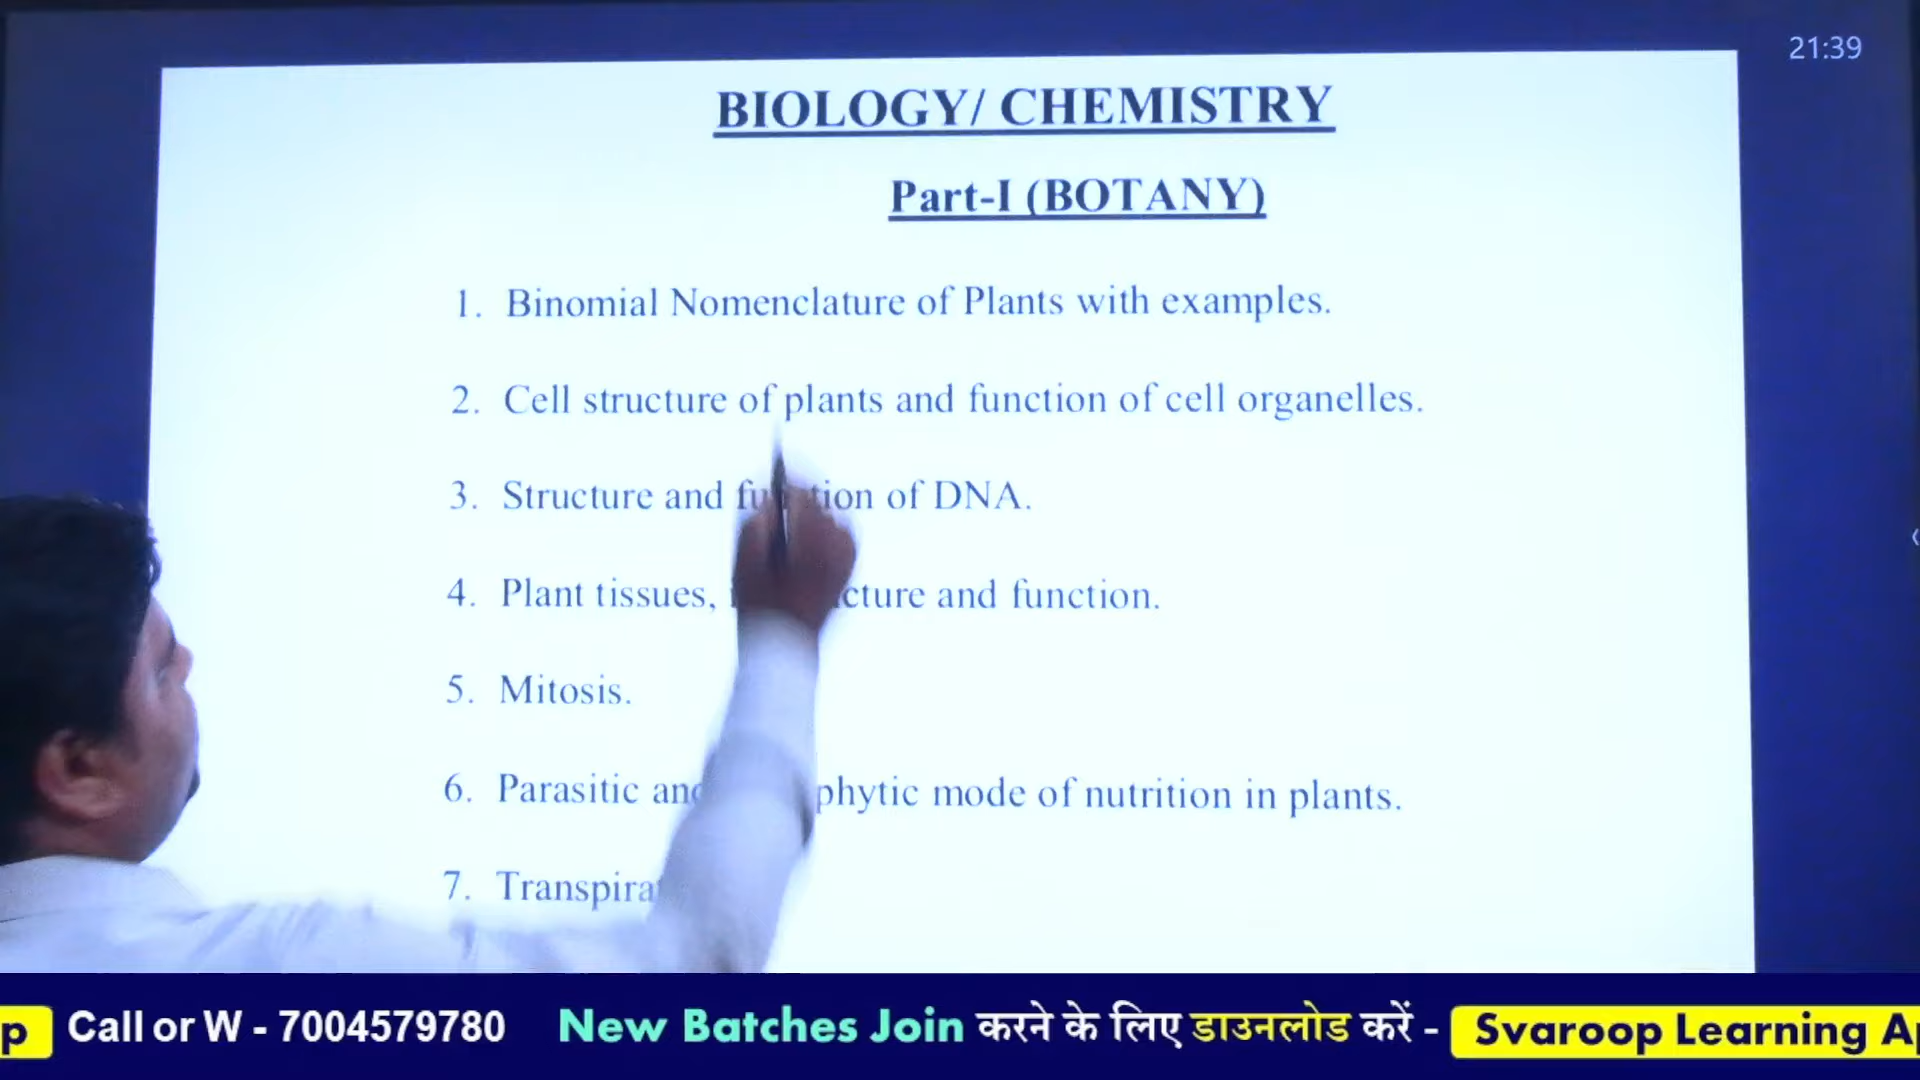 21:39
BIOLOGY/ CHEMISTRY
Part-I (BOTANY)
1. Binomial Nomenclature of Plants with examples.
2. Cell structure of plants and function of cell organelles.
3. Structure and of DNA.
4. Plant tissues, and function.
5. Mitosis.
6. Parasitic mode of nutrition in plants.
7.
Call or W - 7004579780 New Batches Join करने के लिए डाउनलोड करें - Svaroop Learning